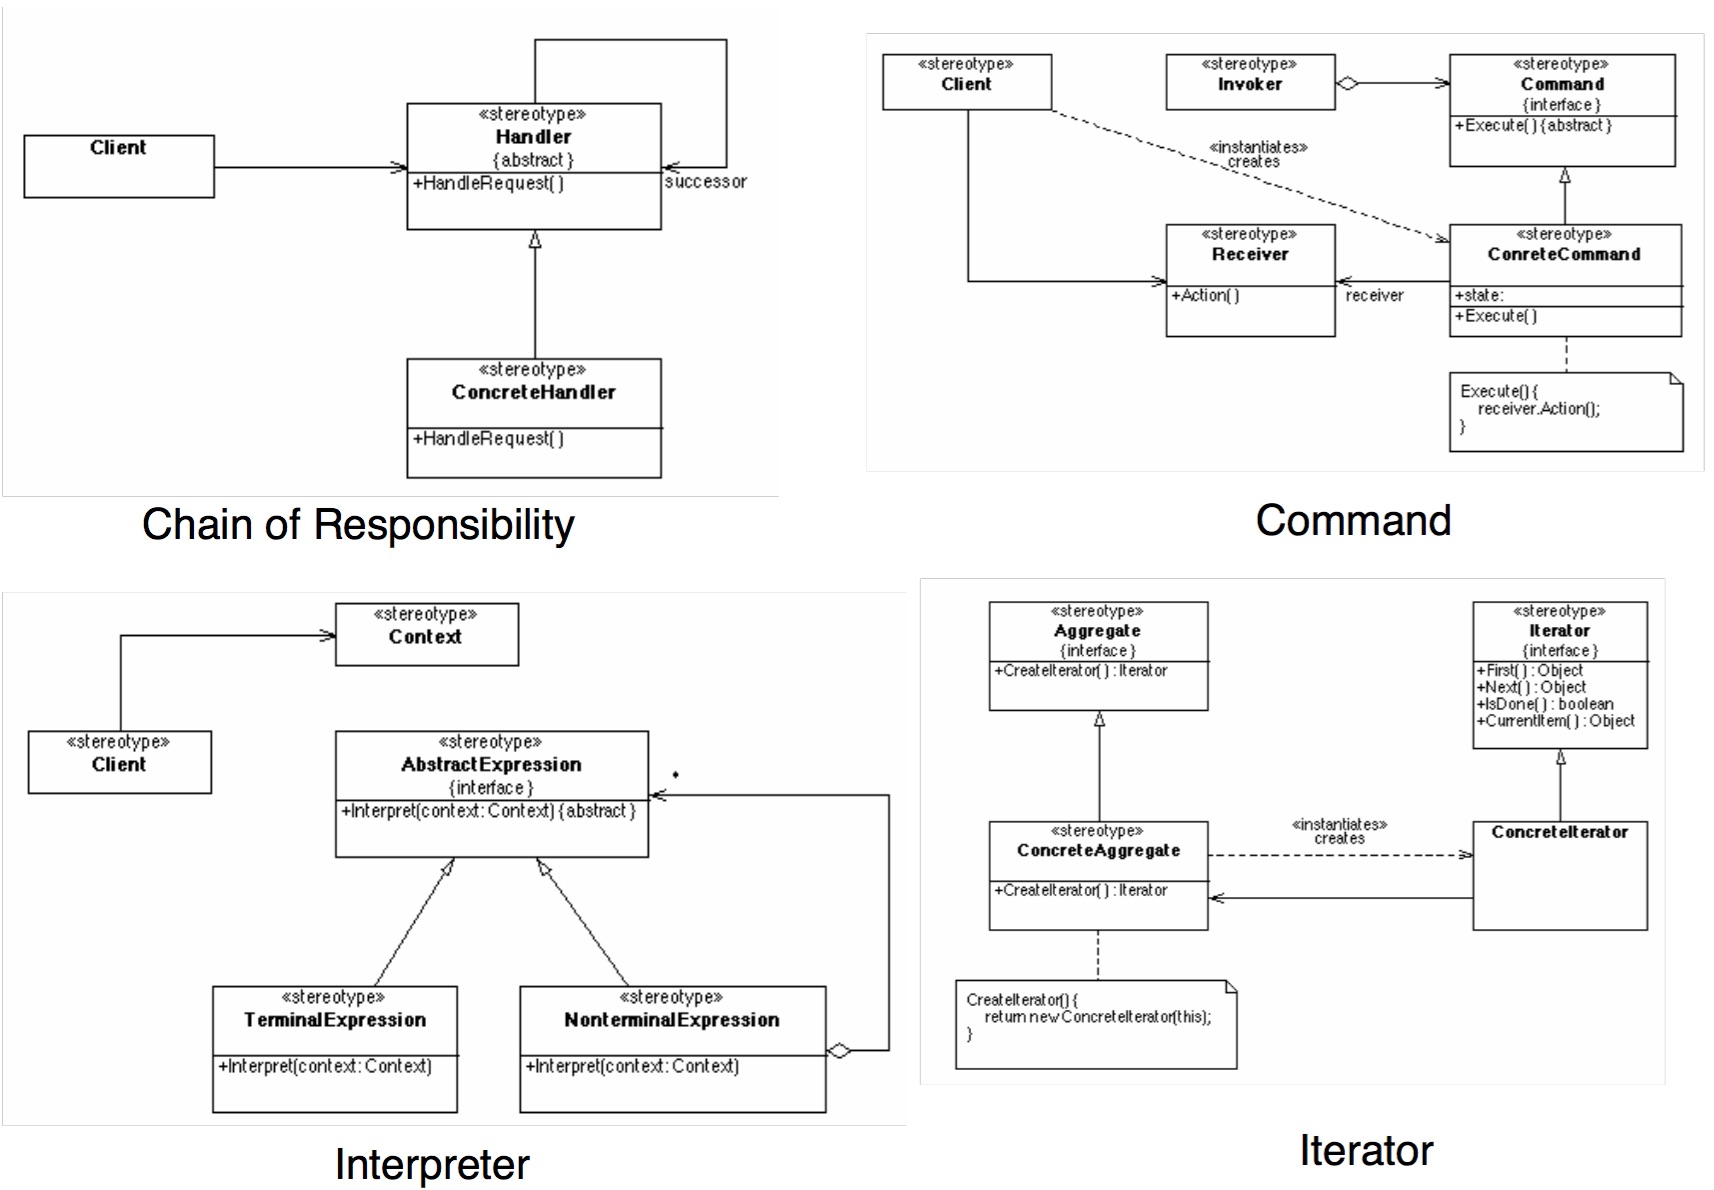 «stereotype»
Handler
{abstract}
+HandleRequest()
successor
Client
«stereotype»
ConcreteHandler
+HandleRequest()
Chain of Responsibility
«stereotype»
Client
«stereotype»
Invoker
«stereotype»
Command
{interface}
+Execute() {abstract}
«instantiates»
creates
«stereotype»
Receiver
+Action()
receiver
«stereotype»
ConreteCommand
+state:
+Execute()
Execute() {
receiver.Action();
}
Command
«stereotype»
Context
«stereotype»
Client
«stereotype»
AbstractExpression
{interface}
+Interpret(context: Context) {abstract}
*
«stereotype»
TerminalExpression
+Interpret(context: Context)
«stereotype»
NonterminalExpression
+Interpret(context: Context)
Interpreter
«stereotype»
Aggregate
{interface}
+CreateIterator() : Iterator
«stereotype»
Iterator
{interface}
+First() : Object
+Next() : Object
+IsDone() : boolean
+CurrentItem() : Object
«stereotype»
ConcreteAggregate
+CreateIterator() : Iterator
«instantiates»
creates
ConcreteIterator
CreateIterator() {
return new ConcreteIterator(this);
}
Iterator